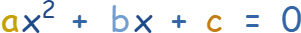 ax² + bx + c = 0